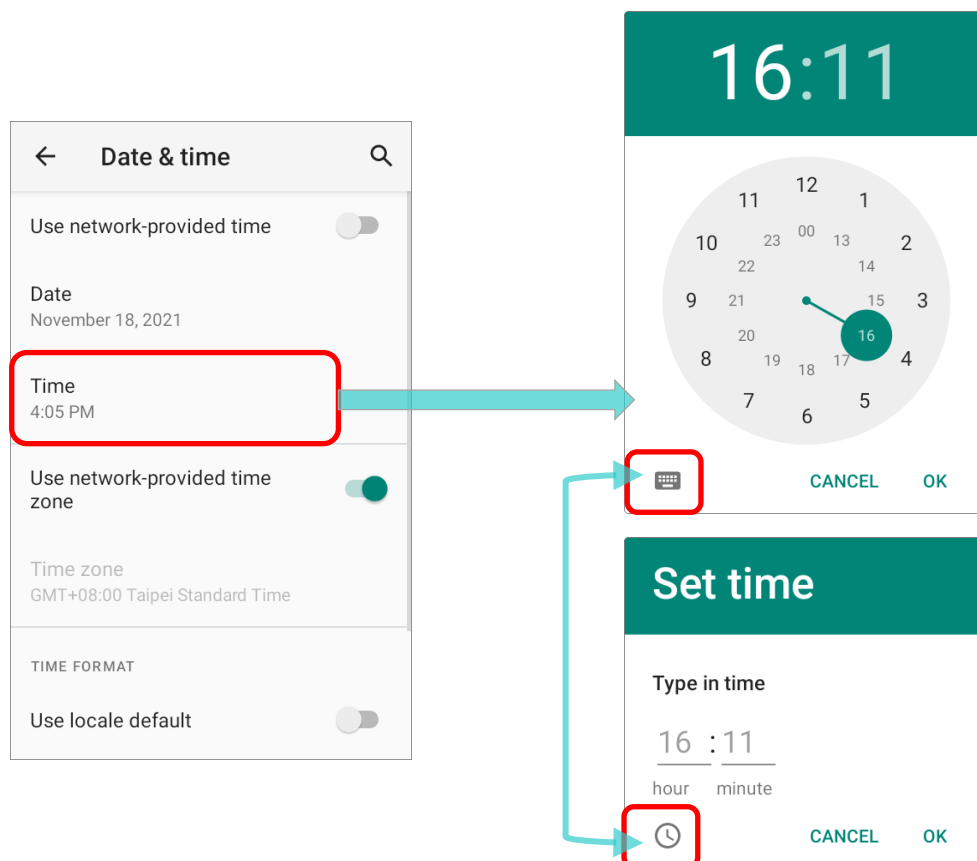 Date & time
Use network-provided time
Date
November 18, 2021
Time
4:05 PM
Use network-provided time
zone
Time zone
GMT+08:00 Taipei Standard Time
TIME FORMAT
Use locale default
16:11
12
11 1
00
23 13
10 2
22 14
9 21 15 3
20 16
8 4
19 17
18
7 5
6
CANCEL OK
Set time
Type in time
16 : 11
hour minute
CANCEL OK